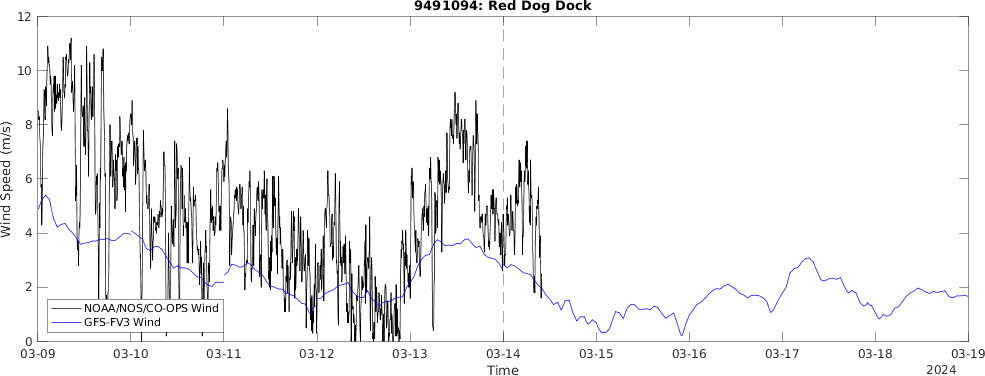 9491094: Red Dog Dock
Wind Speed (m/s)
12
10
8
6
4
2
0
NOAA/NOS/CO-OPS Wind
GFS-FV3 Wind
03-09 03-10 03-11 03-12 03-13 03-14 03-15 03-16 03-17 03-18 03-19
Time
2024